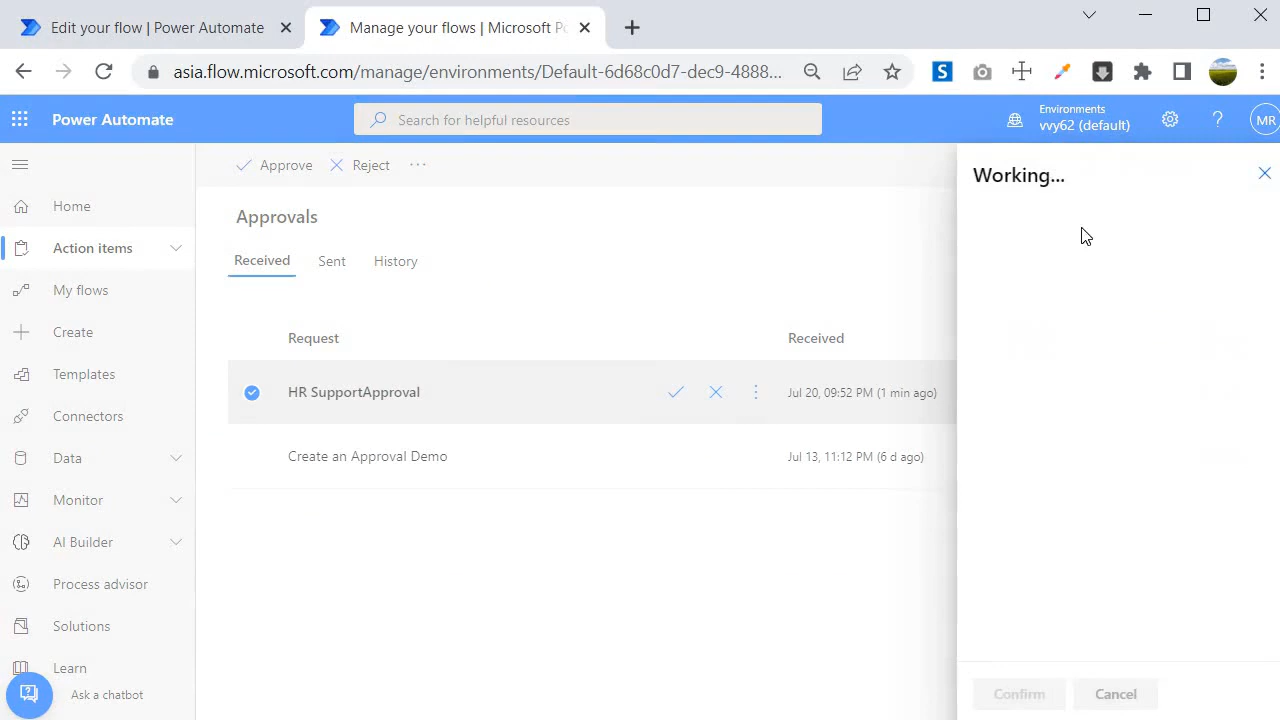 Edit your flow | Power Automate
Manage your flows | Microsoft Po
asia.flow.microsoft.com/manage/environments/Default-6d68c0d7-dec9-4888...
S
Power Automate
Search for helpful resources
Environments
vvy62 (default)
?
MR
Approve
Reject
···
Working...
Home
Approvals
Action items
Received
Sent
History
My flows
Create
Request
Received
Templates
HR SupportApproval
Jul 20, 09:52 PM (1 min ago)
Connectors
Data
Create an Approval Demo
Jul 13, 11:12 PM (6 d ago)
Monitor
AI Builder
Process advisor
Solutions
Learn
Ask a chatbot
Confirm
Cancel